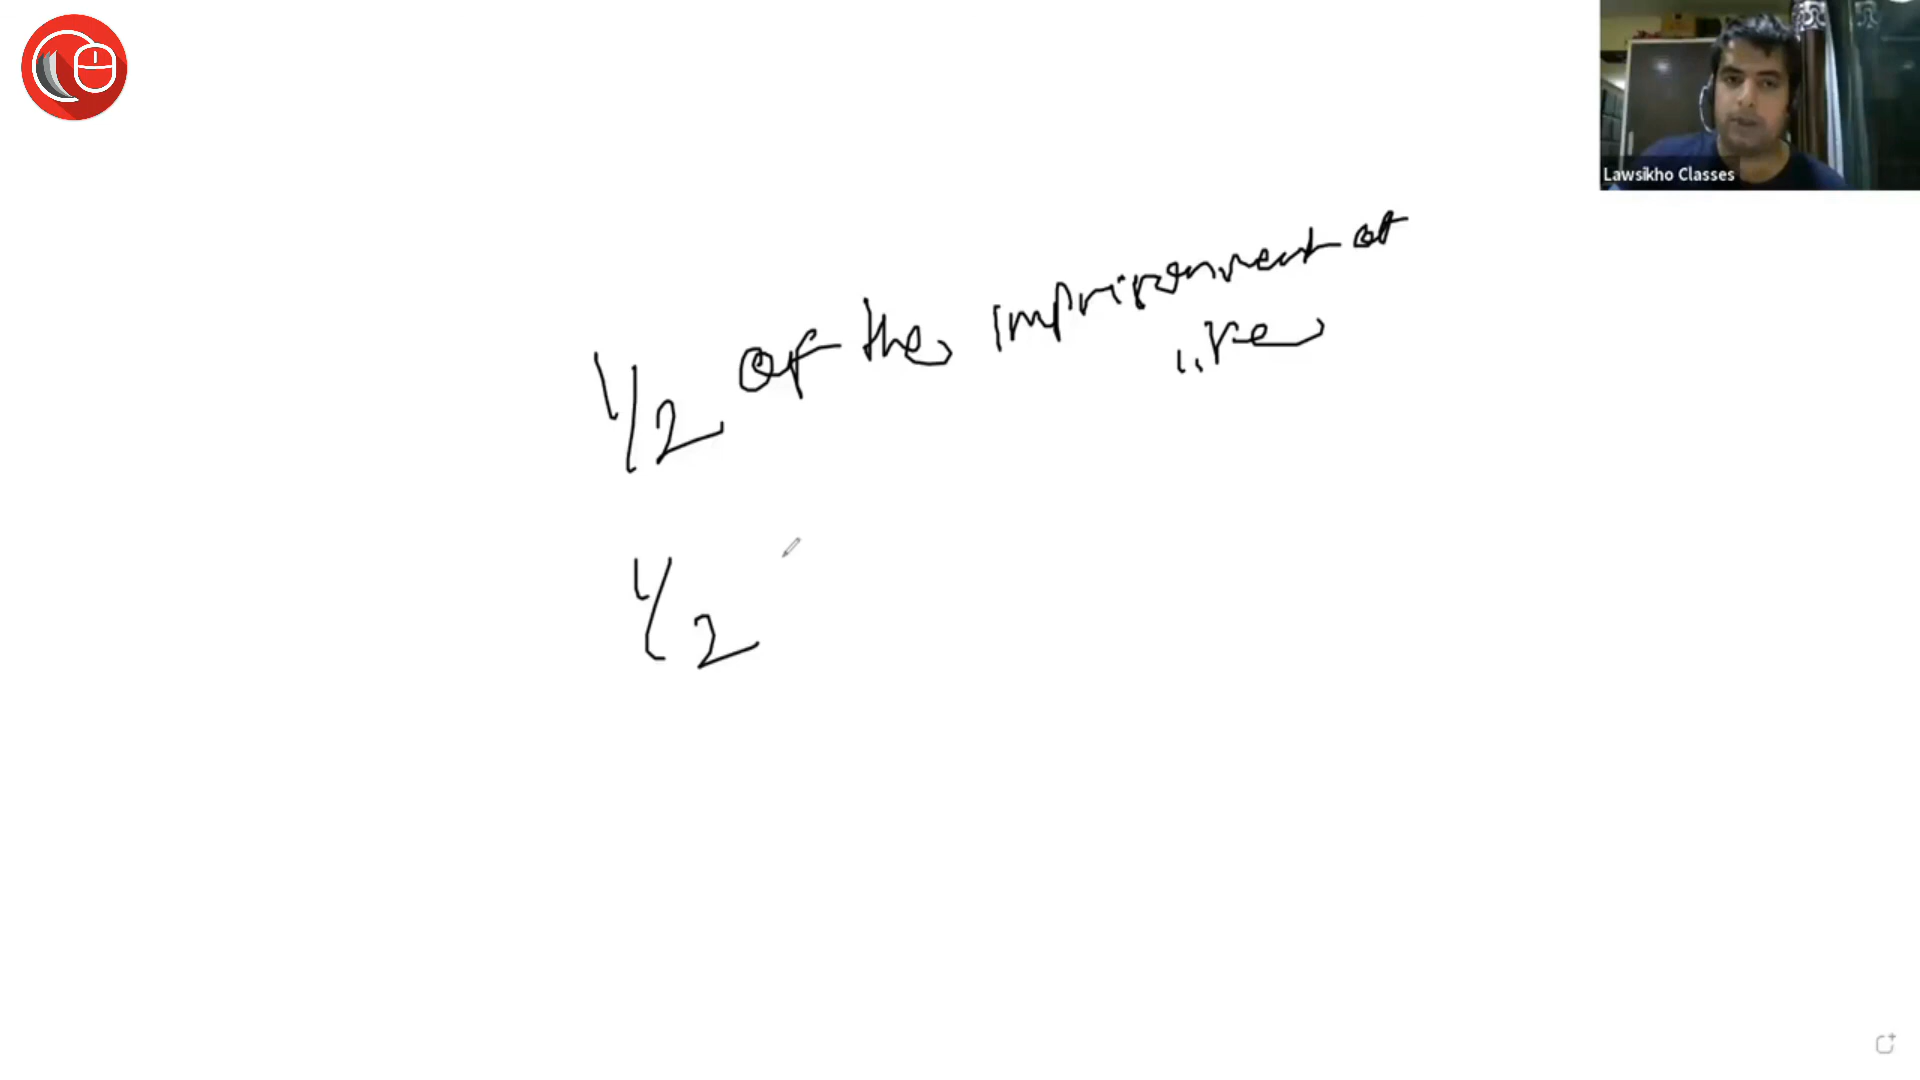 Lawsikho Classes
1/2 of the imprisonment of
life
1/2